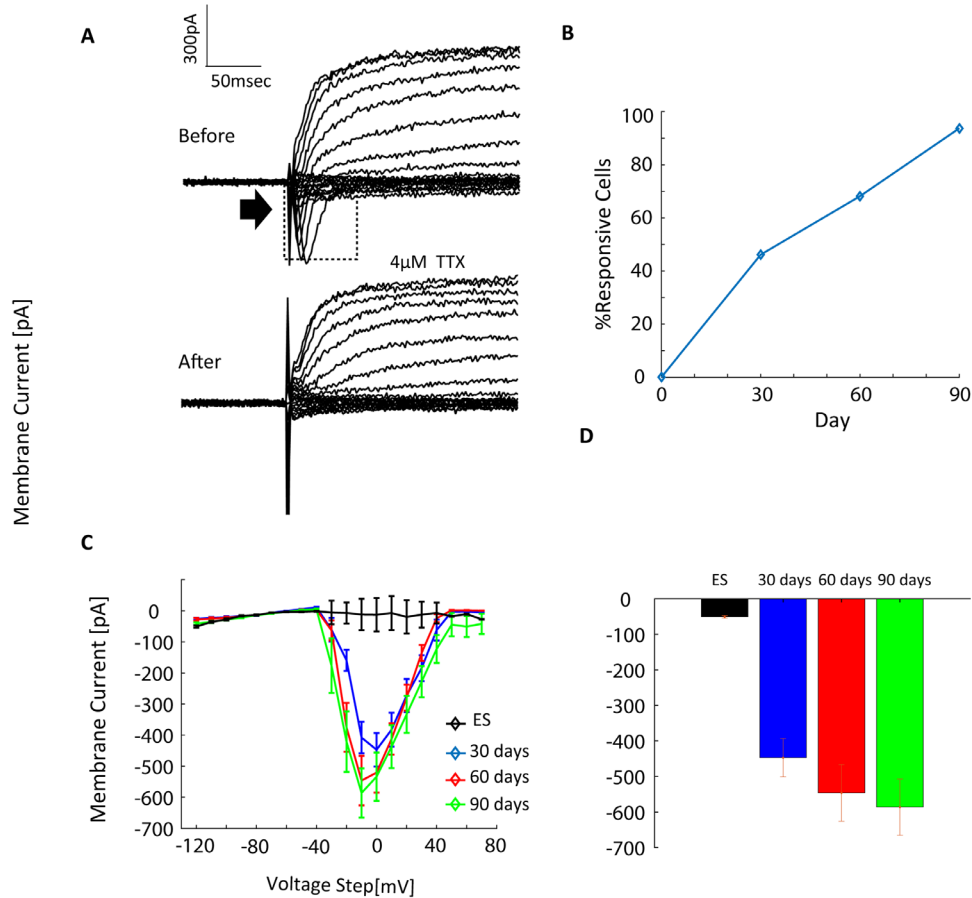 A
300pA
50msec
Before
4µM TTX
After
Membrane Current [pA]
B
%Responsive Cells
100
80
60
40
20
0
0 30 60 90
Day
C
Membrane Current [pA]
0
-100
-200
-300
-400
-500
-600
-700
-120 -80 -40 0 40 80
Voltage Step[mV]
ES
30 days
60 days
90 days
D
ES 30 days 60 days 90 days
0
-100
-200
-300
-400
-500
-600
-700